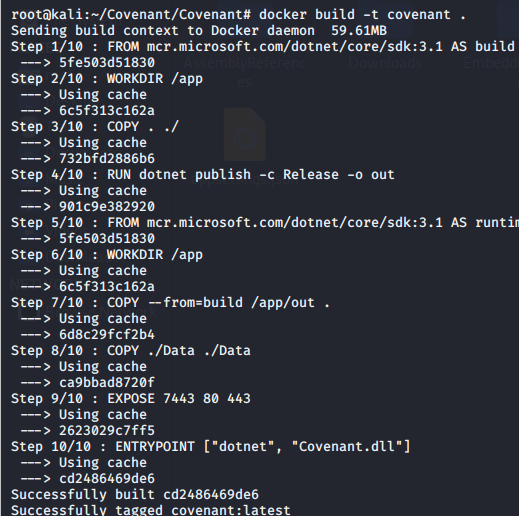 root@kali:~/Covenant/Covenant# docker build -t covenant .
Sending build context to Docker daemon  59.61MB
Step 1/10 : FROM mcr.microsoft.com/dotnet/core/sdk:3.1 AS build
 ---> 5fe503d51830
Step 2/10 : WORKDIR /app
 ---> Using cache
 ---> 6c5f313c162a
Step 3/10 : COPY . ./
 ---> Using cache
 ---> 732bfd2886b6
Step 4/10 : RUN dotnet publish -c Release -o out
 ---> Using cache
 ---> 901c9e382920
Step 5/10 : FROM mcr.microsoft.com/dotnet/core/sdk:3.1 AS runtim
 ---> 5fe503d51830
Step 6/10 : WORKDIR /app
 ---> Using cache
 ---> 6c5f313c162a
Step 7/10 : COPY --from=build /app/out .
 ---> Using cache
 ---> 6d8c29fcf2b4
Step 8/10 : COPY ./Data ./Data
 ---> Using cache
 ---> ca9bbad8720f
Step 9/10 : EXPOSE 7443 80 443
 ---> Using cache
 ---> 2623029c7ff5
Step 10/10 : ENTRYPOINT ["dotnet", "Covenant.dll"]
 ---> Using cache
 ---> cd2486469de6
Successfully built cd2486469de6
Successfully tagged covenant:latest
AssemblyReferenc
es
Downloads
Embedd